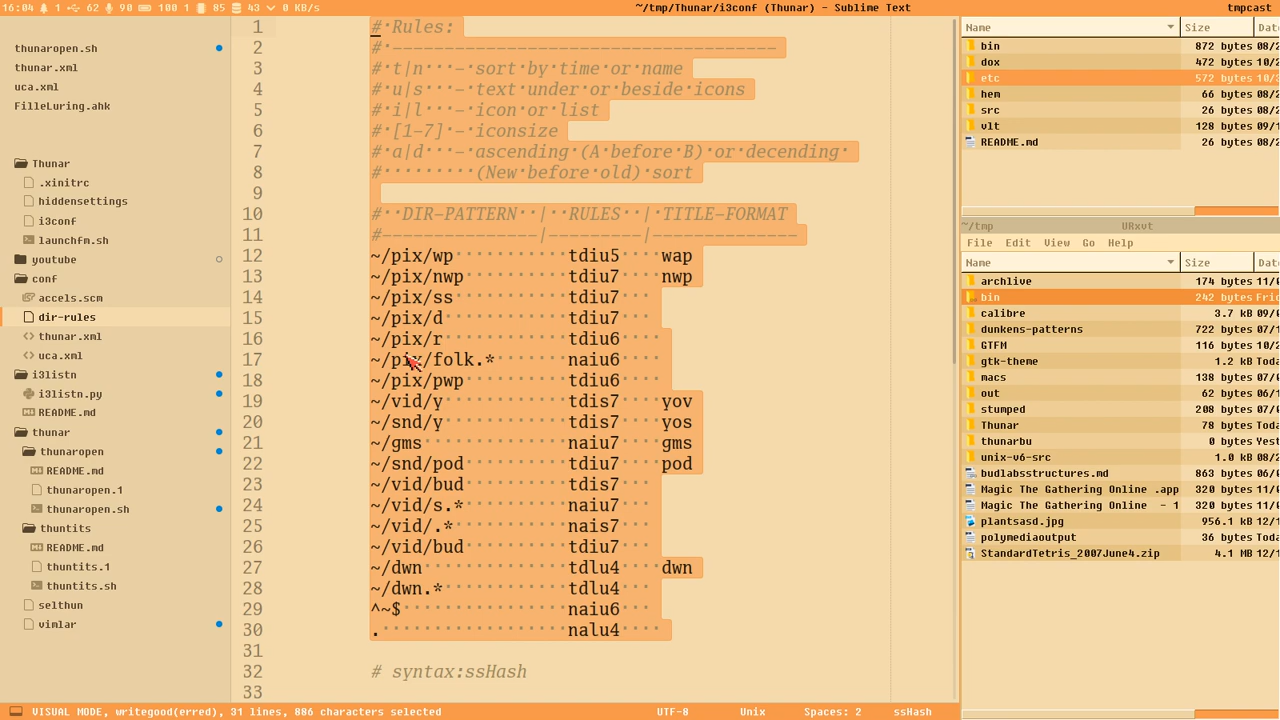 16:04 1 62 90 100 1 85 43 0 KB/s
~/tmp/Thunar/i3conf (Thunar) - Sublime Text
tmpcast
thunaropen.sh
thunar.xml
uca.xml
FilleLuring.ahk
Thunar
.xinitrc
hiddensettings
i3conf
launchfm.sh
youtube
conf
accels.scm
dir-rules
thunar.xml
uca.xml
i3listn
i3listn.py
README.md
thunar
thunaropen
README.md
thunaropen.1
thunaropen.sh
thuntits
README.md
thuntits.1
thuntits.sh
selthun
vimlar
1 #·Rules:
2 #·-------------------------------------
3 #·t|n···-·sort·by·time·or·name
4 #·u|s···-·text·under·or·beside·icons
5 #·i|l···-·icon·or·list
6 #·[1-7]·-·iconsize
7 #·a|d···-·ascending·(A·before·B)·or·decending·
8 #·········(New·before·old)·sort
9
10 #··DIR-PATTERN··|··RULES··|·TITLE-FORMAT
11 #---------------|---------|--------------
12 ~/pix/wp···········tdiu5····wap
13 ~/pix/nwp··········tdiu7····nwp
14 ~/pix/ss···········tdiu7···
15 ~/pix/d············tdiu7···
16 ~/pix/r············tdiu6····
17 ~/pix/folk.*·······naiu6····
18 ~/pix/pwp··········tdiu6····
19 ~/vid/y············tdis7····yov
20 ~/snd/y············tdis7····yos
21 ~/gms··············naiu7····gms
22 ~/snd/pod··········tdiu7····pod
23 ~/vid/bud··········tdis7···
24 ~/vid/s.*··········naiu7···
25 ~/vid/.*···········nais7···
26 ~/vid/bud··········tdiu7···
27 ~/dwn··············tdlu4····dwn
28 ~/dwn.*············tdlu4···
29 ^~$················naiu6···
30 .··················nalu4····
31
32 # syntax:ssHash
33
VISUAL MODE, writegood(erred), 31 lines, 886 characters selected
UTF-8 Unix Spaces: 2 ssHash
Name Size Dat
bin 872 bytes 08/2
dox 472 bytes 10/2
etc 572 bytes 10/2
hem 66 bytes 08/2
src 26 bytes 08/2
vlt 128 bytes 09/1
README.md 26 bytes 08/2
~/tmp URxvt
File Edit View Go Help
Name Size Dat
archlive 174 bytes 11/
bin 242 bytes Frid
calibre 3.7 kB 09/
dunkens-patterns 722 bytes 07/
GTFM 116 bytes 10/
gtk-theme 1.2 kB 07/
macs 138 bytes 07/
out 62 bytes 06/
stumped 208 bytes 07/
Thunar 78 bytes Toda
thunarbu 0 bytes Yest
unix-v6-src 1.0 kB 08/
budlabsstructures.md 863 bytes 06/
Magic The Gathering Online .app 320 bytes 11/
Magic The Gathering Online - 1 320 bytes 11/
plantsasd.jpg 956.1 kB 12/
polymediaoutput 36 bytes Toda
StandardTetris_2007June4.zip 4.1 MB 12/